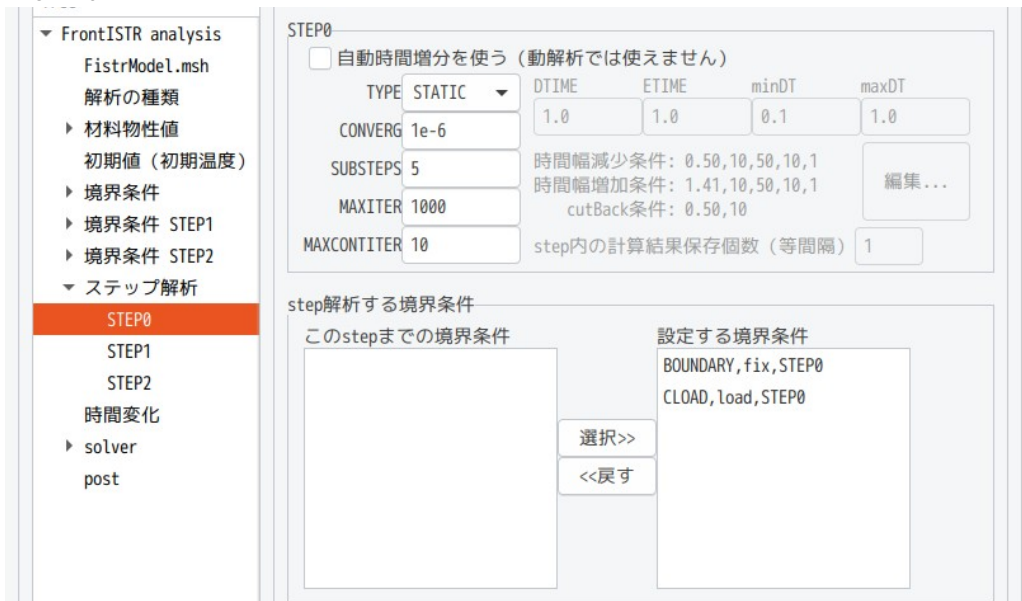 FrontISTR analysis
FistrModel.msh
解析の種類
材料物性値
初期値（初期温度）
境界条件
境界条件 STEP1
境界条件 STEP2
ステップ解析
STEP0
STEP1
STEP2
時間変化
solver
post
STEP0
自動時間増分を使う（動解析では使えません）
TYPE STATIC
CONVERG 1e-6
SUBSTEPS 5
MAXITER 1000
MAXCONTITER 10
DTIME ETIME minDT maxDT
1.0 1.0 0.1 1.0
時間幅減少条件: 0.50,10,50,10,1
時間幅増加条件: 1.41,10,50,10,1
cutBack条件: 0.50,10
編集...
step内の計算結果保存個数（等間隔） 1
step解析する境界条件
このstepまでの境界条件
設定する境界条件
BOUNDARY,fix,STEP0
CLOAD,load,STEP0
選択>>
<<戻す